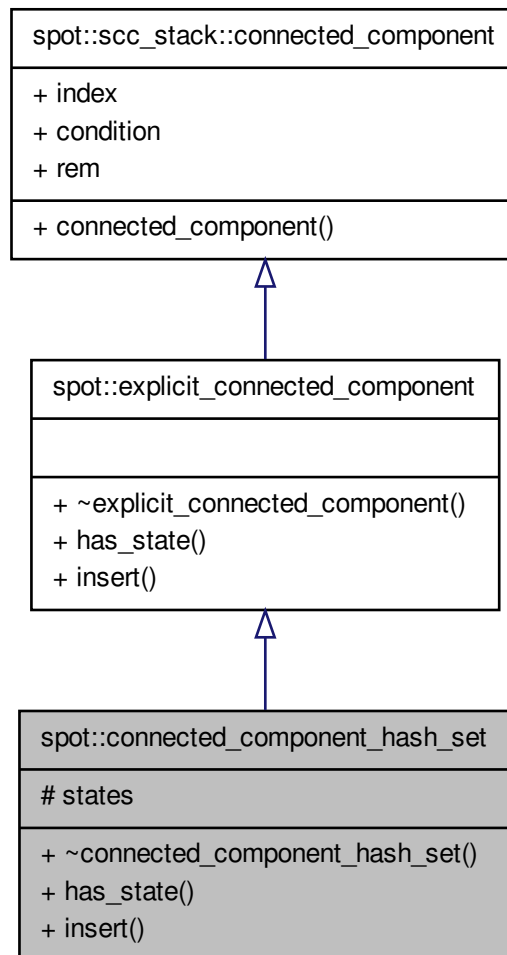 spot::scc_stack::connected_component
+ index
+ condition
+ rem
+ connected_component()
spot::explicit_connected_component
+ ~explicit_connected_component()
+ has_state()
+ insert()
spot::connected_component_hash_set
# states
+ ~connected_component_hash_set()
+ has_state()
+ insert()